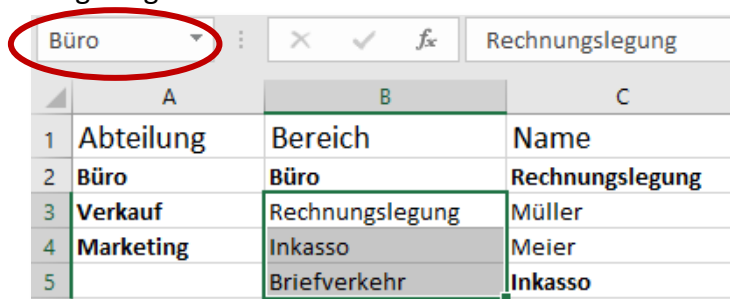 Büro fx Rechnungslegung
A B C
1 Abteilung Bereich Name
2 Büro Büro Rechnungslegung
3 Verkauf Rechnungslegung Müller
4 Marketing Inkasso Meier
5 Briefverkehr Inkasso